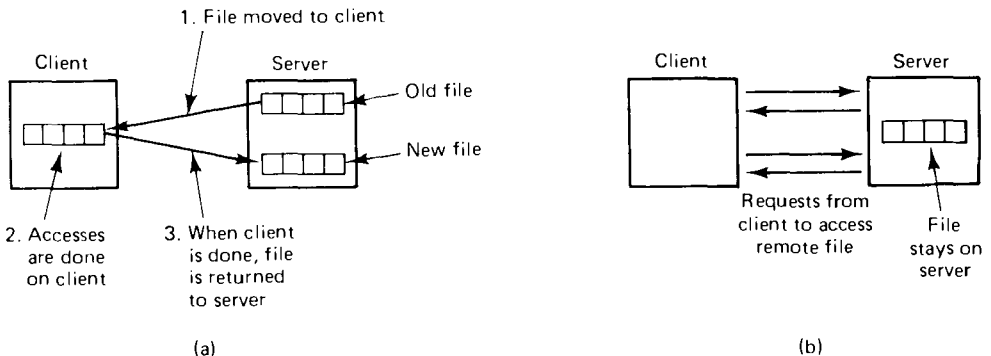 1. File moved to client
Client
Server
Old file
New file
2. Accesses
are done
on client
3. When client
is done, file
is returned
to server
(a)
Client
Server
Requests from
client to access
remote file
File
stays on
server
(b)